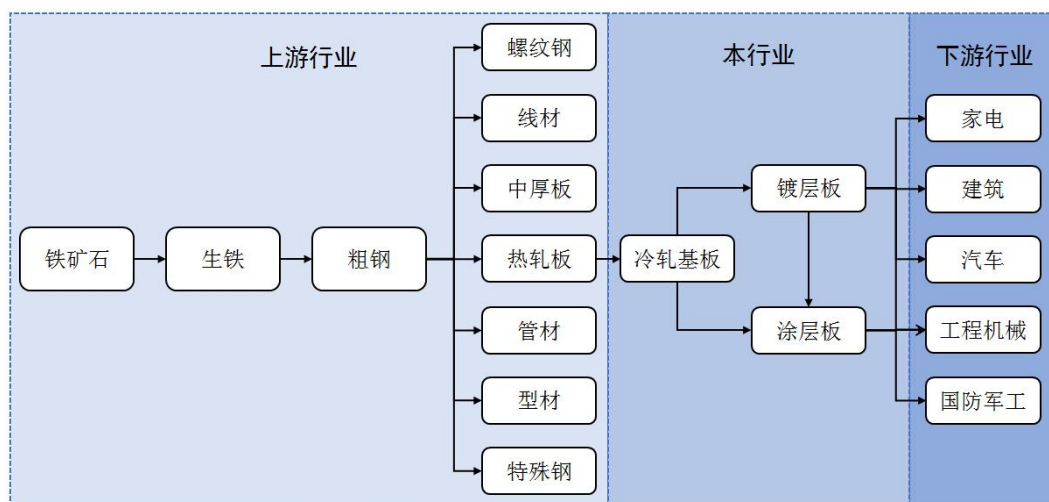 上游行业
本行业
下游行业
螺纹钢
线材
中厚板
热轧板
管材
型材
特殊钢
铁矿石
生铁
粗钢
冷轧基板
镀层板
涂层板
家电
建筑
汽车
工程机械
国防军工